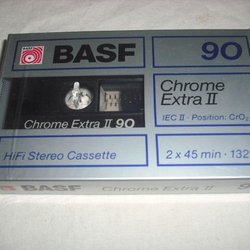 BASF
BASF 90
Chrome
Extra II
IEC II · Position: CrO₂
Chrome Extra II 90
HiFi Stereo Cassette 2 x 45 min · 132
BASF Chrome Extra II